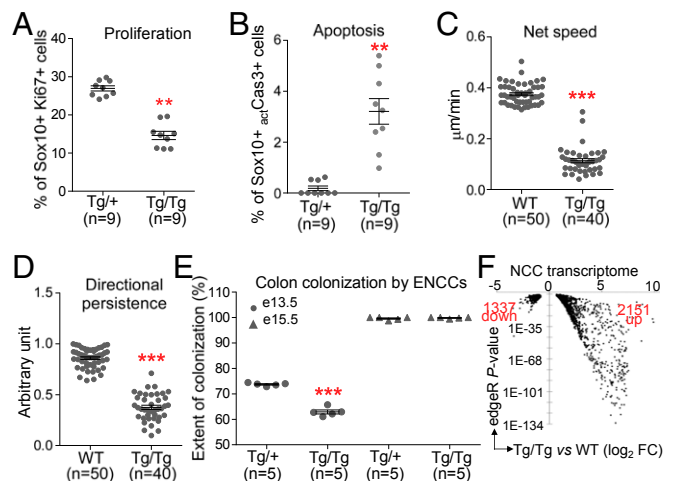 A
Proliferation
% of Sox10+ Ki67+ cells
40
30
20
10
0
**
Tg/+
(n=9)
Tg/Tg
(n=9)
B
Apoptosis
% of Sox10+ actCas3+ cells
6
4
2
0
**
Tg/+
(n=9)
Tg/Tg
(n=9)
C
Net speed
μm/min
0.6
0.4
0.2
0.0
***
WT
(n=50)
Tg/Tg
(n=40)
D
Directional
persistence
Arbitrary unit
1.5
1.0
0.5
0.0
***
WT
(n=50)
Tg/Tg
(n=40)
E
Colon colonization by ENCCs
Extent of colonization (%)
110
100
90
80
70
60
50
e13.5
e15.5
***
Tg/+
(n=5)
Tg/Tg
(n=5)
Tg/+
(n=5)
Tg/Tg
(n=5)
F
NCC transcriptome
-5 0 5 10
1337
down
2151
up
1E-35
1E-68
1E-101
1E-134
edgeR P-value
Tg/Tg vs WT (log2 FC)